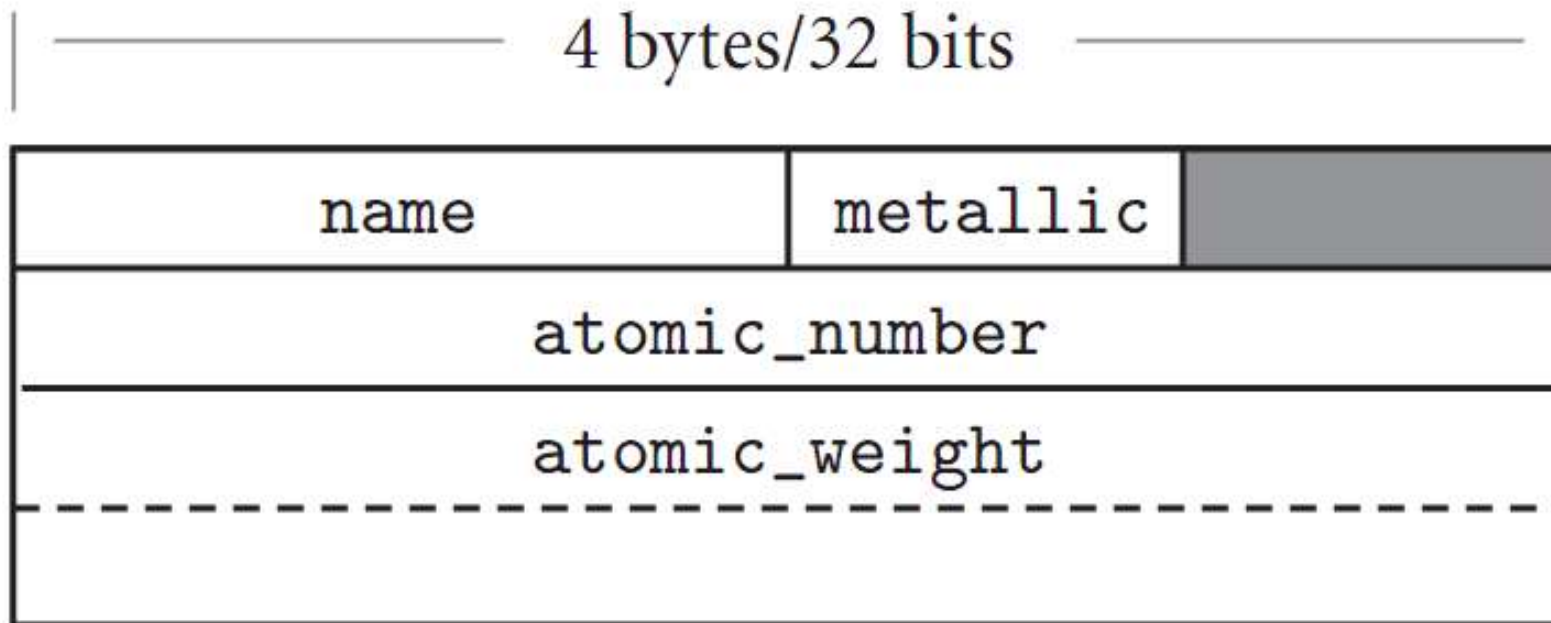 4 bytes/32 bits
name metallic
atomic_number
atomic_weight